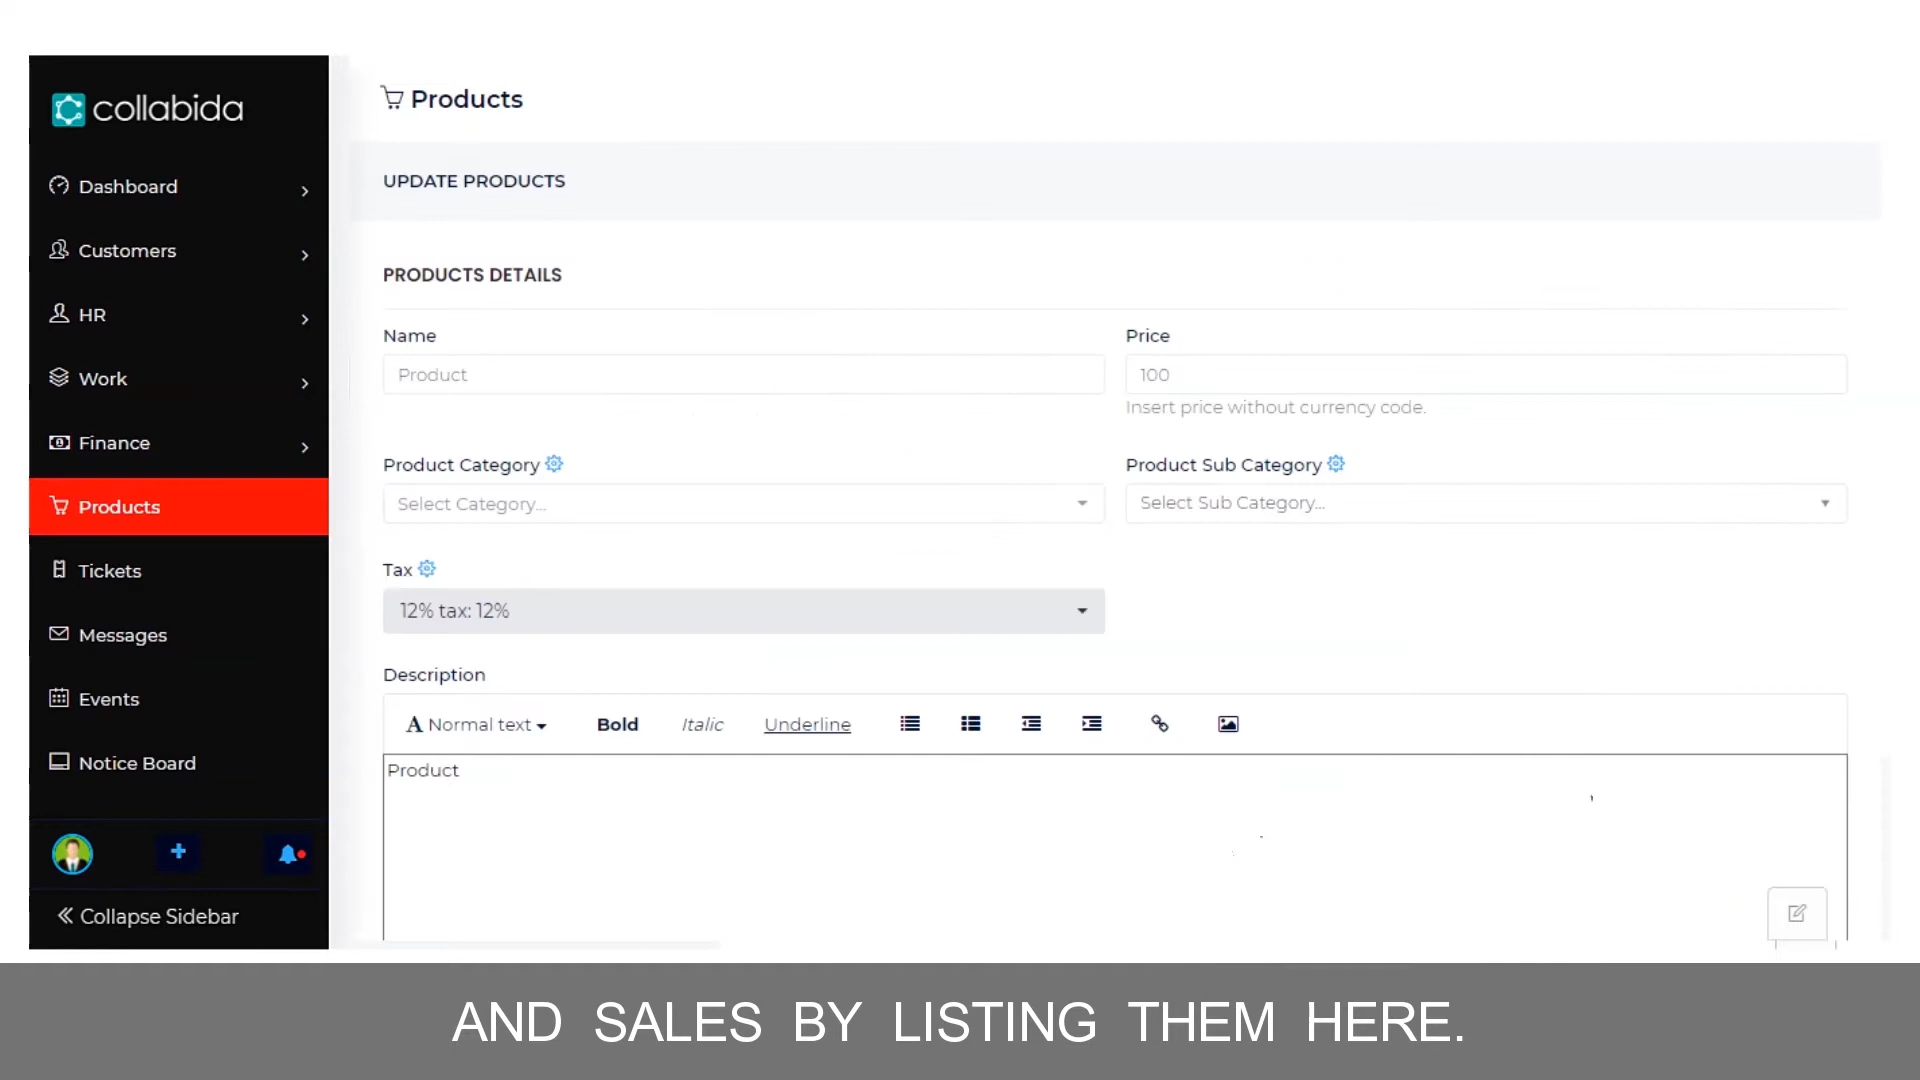 collabida
Dashboard
Customers
HR
Work
Finance
Products
Tickets
Messages
Events
Notice Board
Collapse Sidebar
Products
UPDATE PRODUCTS
PRODUCTS DETAILS
Name
Product
Price
100
Insert price without currency code.
Product Category
Select Category...
Product Sub Category
Select Sub Category...
Tax
12% tax: 12%
Description
A Normal text Bold Italic Underline
Product
AND SALES BY LISTING THEM HERE.